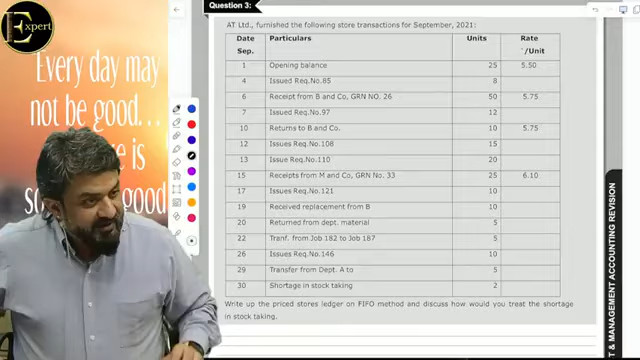 Expert
Every day may
not be good...
there is
something good
Question 3:
AT Ltd., furnished the following store transactions for September, 2021:
Date Sep. Particulars Units Rate `/Unit
1 Opening balance 25 5.50
4 Issued Req.No.85 8
6 Receipt from B and Co, GRN NO. 26 50 5.75
7 Issued Req.No.97 12
10 Returns to B and Co. 10 5.75
12 Issues Req.No.108 15
13 Issue Req.No.110 20
15 Receipts from M and Co, GRN No. 33 25 6.10
17 Issues Req.No.121 10
19 Received replacement from B 10
20 Returned from dept. material 5
22 Tranf. from Job 182 to Job 187 5
26 Issues Req.No.146 10
29 Transfer from Dept. A to 5
30 Shortage in stock taking 2
Write up the priced stores ledger on FIFO method and discuss how would you treat the shortage
in stock taking.
T & MANAGEMENT ACCOUNTING REVISION